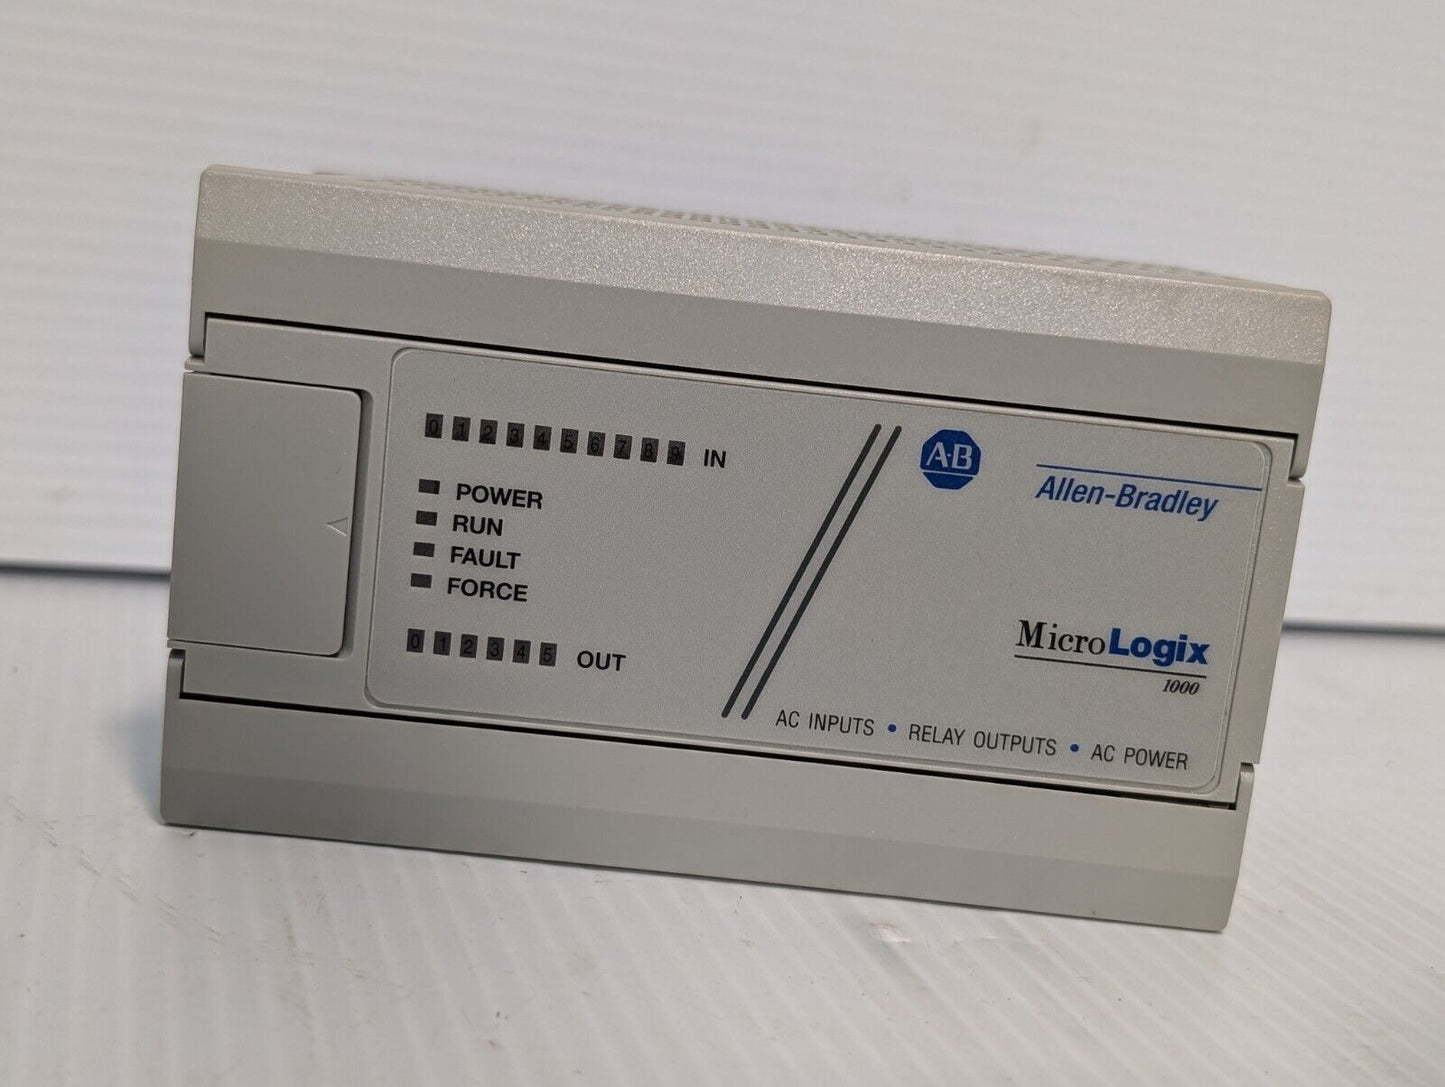 0 1 2 3 4 5 6 7 8 9 IN
POWER
RUN
FAULT
FORCE
0 1 2 3 4 5 OUT
A-B
Allen-Bradley
MicroLogix
1000
AC INPUTS • RELAY OUTPUTS • AC POWER